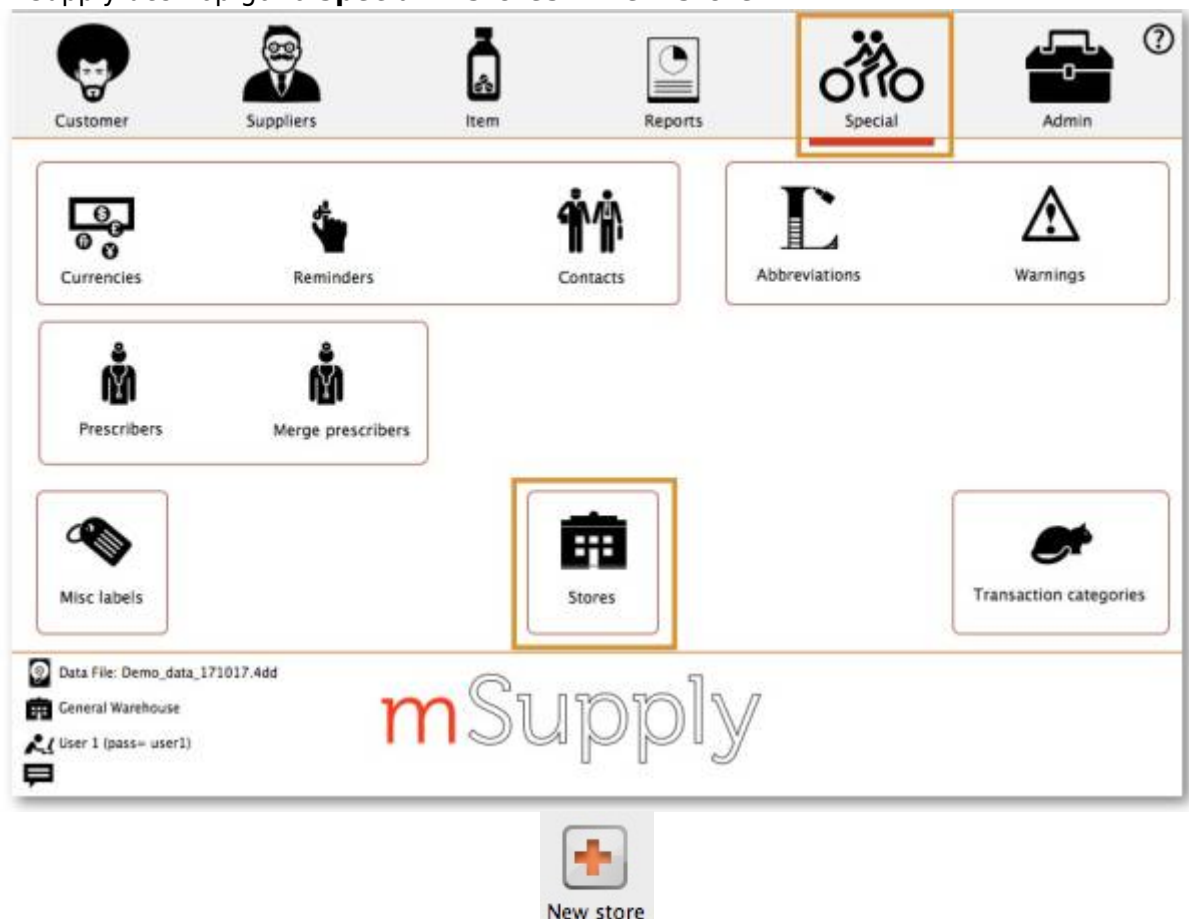 Customer
Suppliers
Item
Reports
Special
Admin
?
Currencies
Reminders
Contacts
Abbreviations
Warnings
Prescribers
Merge prescribers
Misc labels
Stores
Transaction categories
Data File: Demo_data_171017.4dd
General Warehouse
User 1 (pass= user1)
mSupply
New store